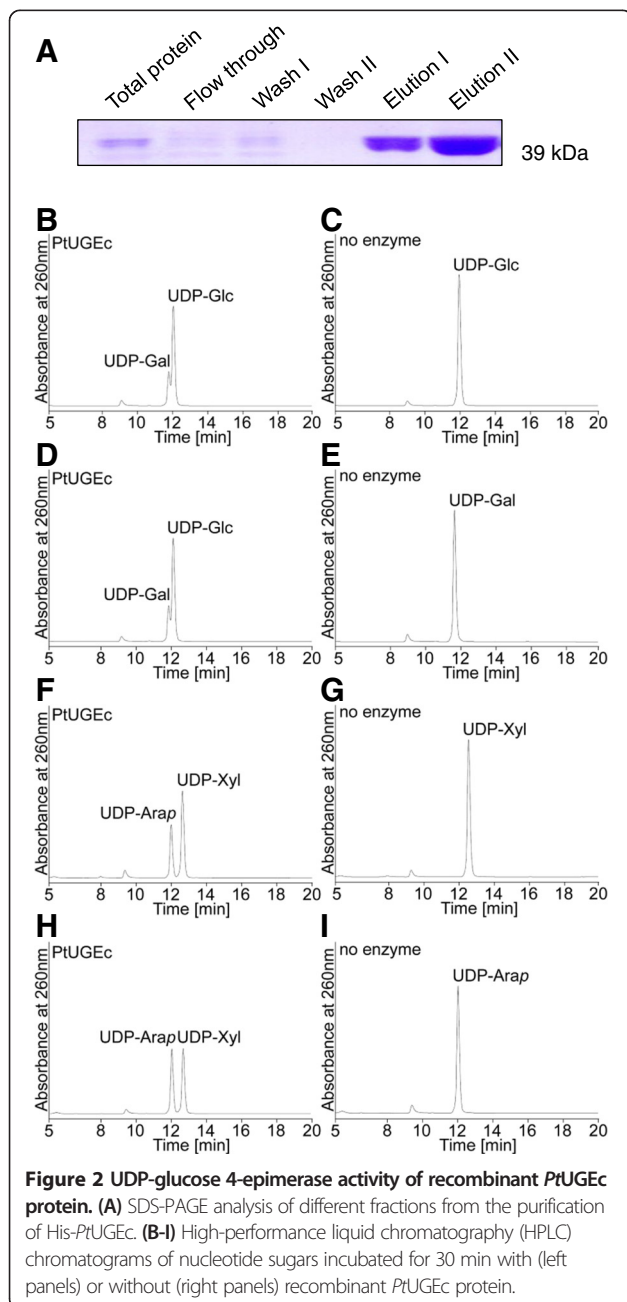 A
Total protein
Flow through
Wash I
Wash II
Elution I
Elution II
39 kDa
B
PtUGEc
UDP-Glc
UDP-Gal
Absorbance at 260nm
5 8 10 12 14 16 18 20
Time [min]
C
no enzyme
UDP-Glc
Absorbance at 260nm
5 8 10 12 14 16 18 20
Time [min]
D
PtUGEc
UDP-Glc
UDP-Gal
Absorbance at 260nm
5 8 10 12 14 16 18 20
Time [min]
E
no enzyme
UDP-Gal
Absorbance at 260nm
5 8 10 12 14 16 18 20
Time [min]
F
PtUGEc
UDP-Xyl
UDP-Arap
Absorbance at 260nm
5 8 10 12 14 16 18 20
Time [min]
G
no enzyme
UDP-Xyl
Absorbance at 260nm
5 8 10 12 14 16 18 20
Time [min]
H
PtUGEc
UDP-Arap UDP-Xyl
Absorbance at 260nm
5 8 10 12 14 16 18 20
Time [min]
I
no enzyme
UDP-Arap
Absorbance at 260nm
5 8 10 12 14 16 18 20
Time [min]
Figure 2 UDP-glucose 4-epimerase activity of recombinant PtUGEc
protein. (A) SDS-PAGE analysis of different fractions from the purification
of His-PtUGEc. (B-I) High-performance liquid chromatography (HPLC)
chromatograms of nucleotide sugars incubated for 30 min with (left
panels) or without (right panels) recombinant PtUGEc protein.